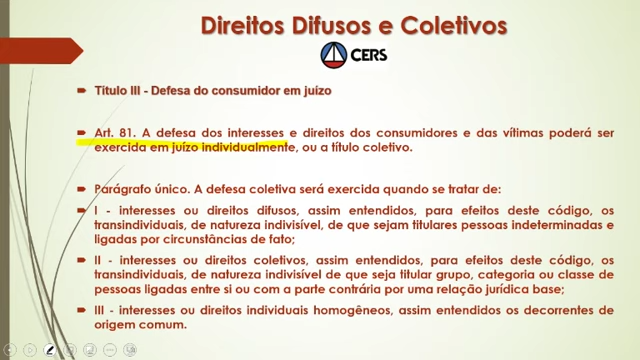 Direitos Difusos e Coletivos
CERS
Título III - Defesa do consumidor em juízo
Art. 81. A defesa dos interesses e direitos dos consumidores e das vítimas poderá ser
exercida em juízo individualmente, ou a título coletivo.
Parágrafo único. A defesa coletiva será exercida quando se tratar de:
I - interesses ou direitos difusos, assim entendidos, para efeitos deste código, os
transindividuais, de natureza indivisível, de que sejam titulares pessoas indeterminadas e
ligadas por circunstâncias de fato;
II - interesses ou direitos coletivos, assim entendidos, para efeitos deste código, os
transindividuais, de natureza indivisível de que seja titular grupo, categoria ou classe de
pessoas ligadas entre si ou com a parte contrária por uma relação jurídica base;
III - interesses ou direitos individuais homogêneos, assim entendidos os decorrentes de
origem comum.